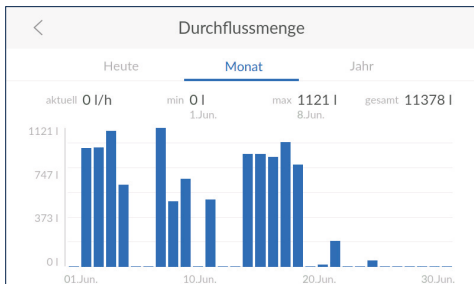 Durchflussmenge
Heute Monat Jahr
aktuell 0 l/h min 0 l max 1121 l gesamt 11378 l
1.Jun. 8.Jun.
1121 l
747 l
373 l
0 l
01.Jun. 10.Jun. 20.Jun. 30.Jun.